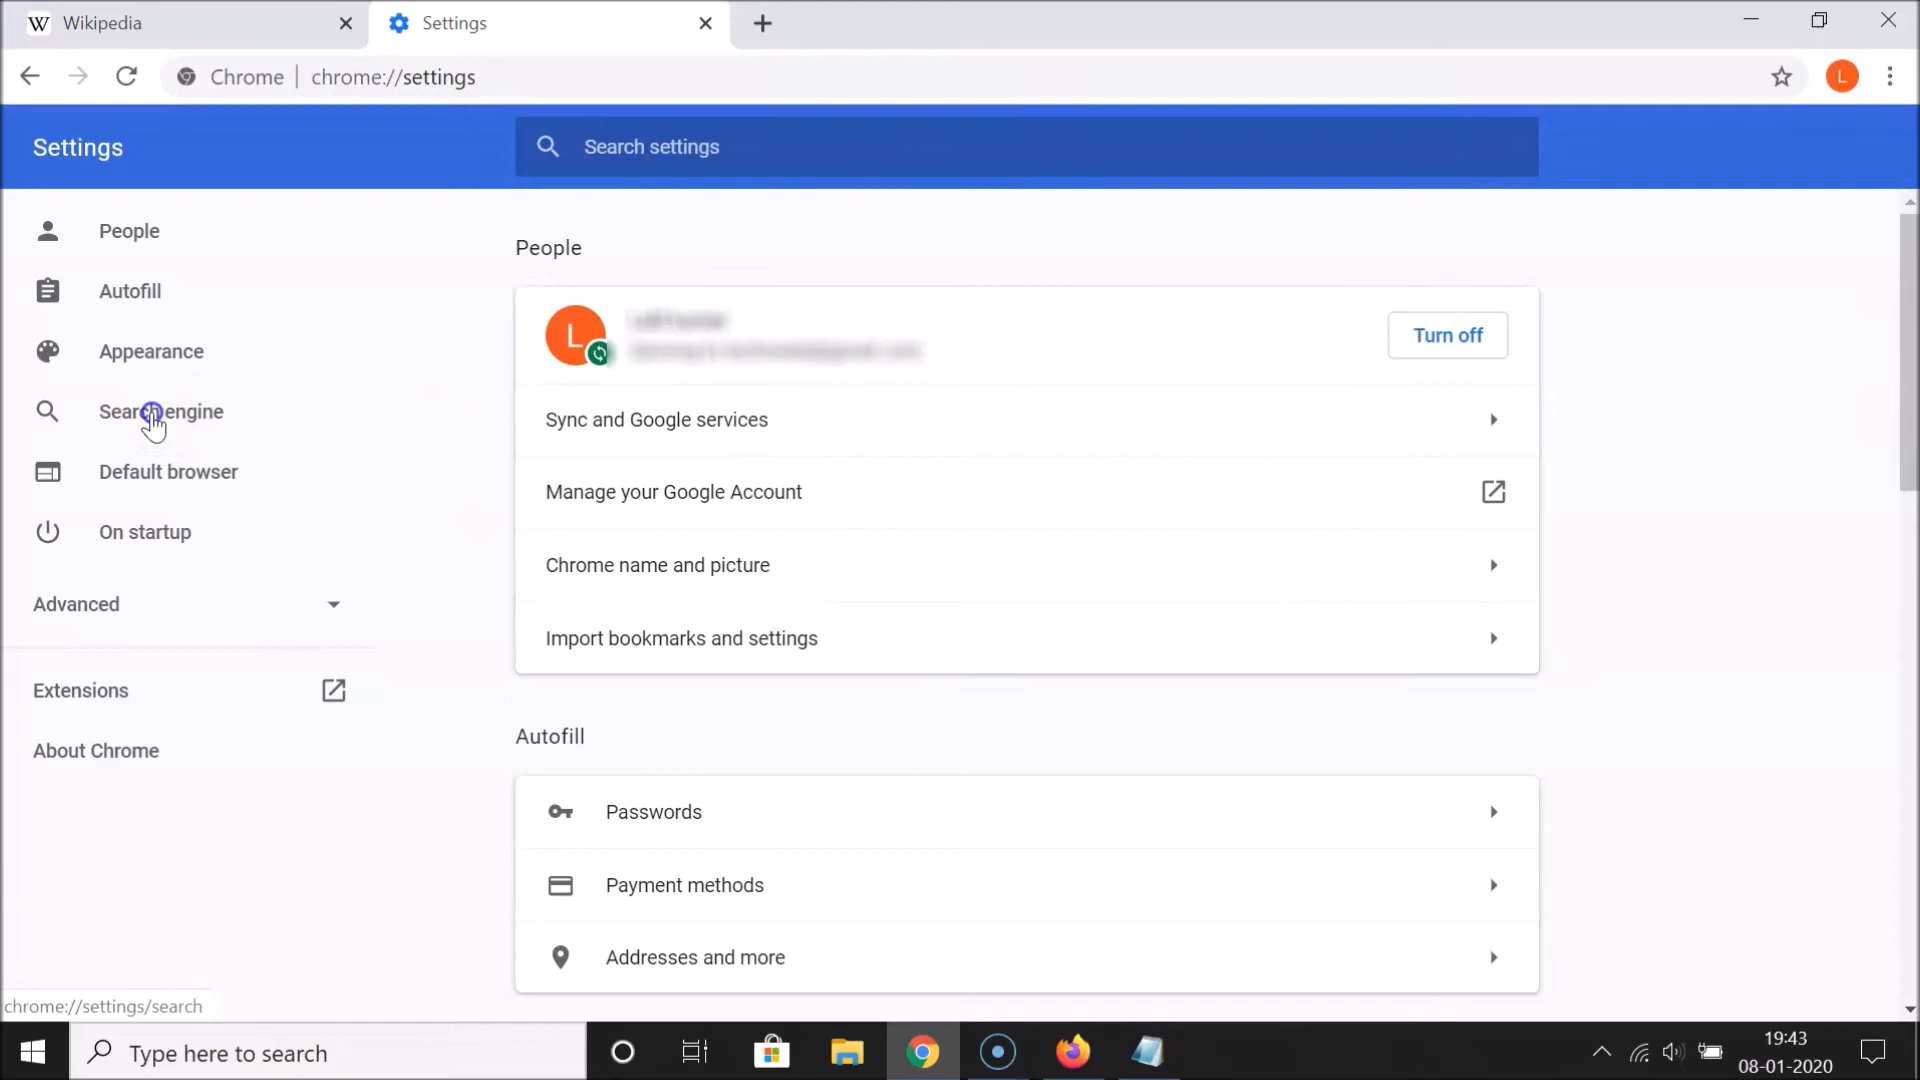 W Wikipedia
Settings
Chrome | chrome://settings
L
Settings
Search settings
People
Autofill
Appearance
Search engine
Default browser
On startup
Advanced
Extensions
About Chrome
People
L
Turn off
Sync and Google services
Manage your Google Account
Chrome name and picture
Import bookmarks and settings
Autofill
Passwords
Payment methods
Addresses and more
chrome://settings/search
Type here to search
19:43
08-01-2020